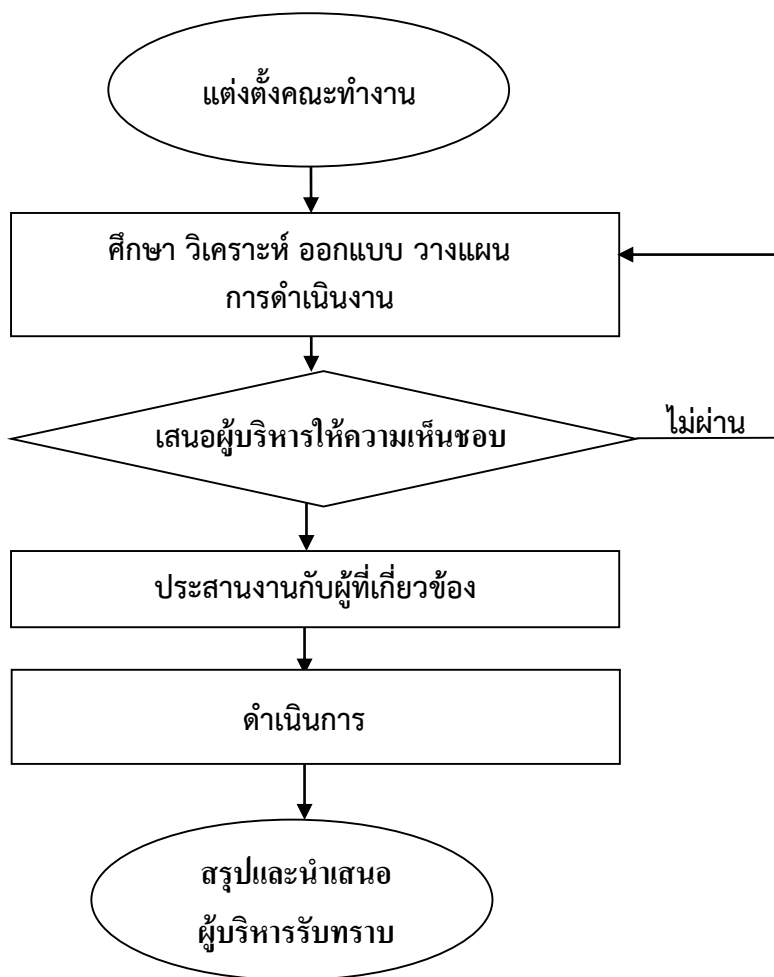 แต่งตั้งคณะทำงาน
ศึกษา วิเคราะห์ ออกแบบ วางแผน
การดำเนินงาน
เสนอผู้บริหารให้ความเห็นชอบ
ไม่ผ่าน
ประสานงานกับผู้ที่เกี่ยวข้อง
ดำเนินการ
สรุปและนำเสนอ
ผู้บริหารรับทราบ